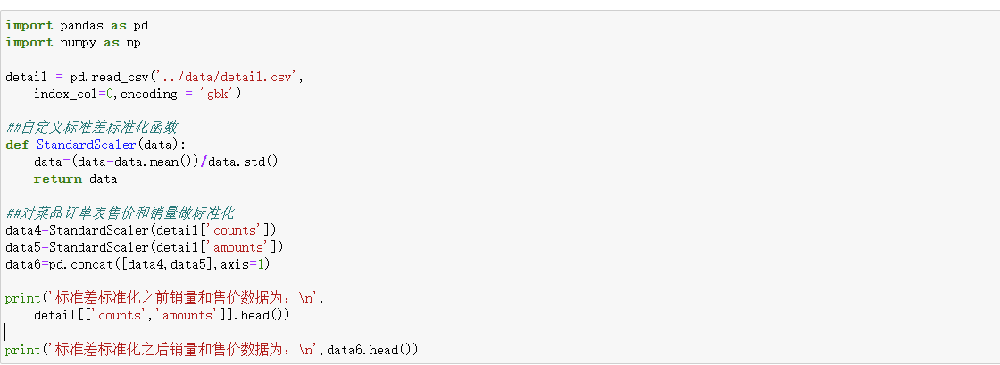 import pandas as pd
import numpy as np
detail = pd.read_csv('../data/detail.csv',
    index_col=0,encoding = 'gbk')
##自定义标准差标准化函数
def StandardScaler(data):
    data=(data-data.mean())/data.std()
    return data
##对菜品订单表售价和销量做标准化
data4=StandardScaler(detail['counts'])
data5=StandardScaler(detail['amounts'])
data6=pd.concat([data4,data5],axis=1)
print('标准差标准化之前销量和售价数据为：\n',
    detail[['counts','amounts']].head())
print('标准差标准化之后销量和售价数据为：\n',data6.head())